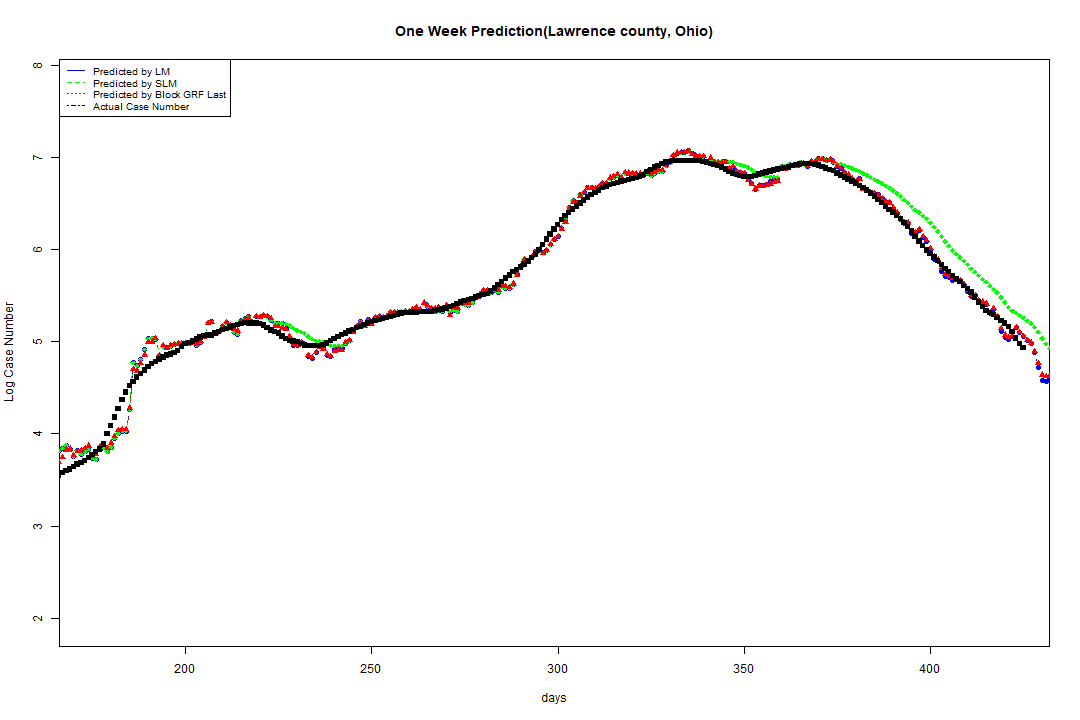 One Week Prediction(Lawrence county, Ohio)
Predicted by LM
Predicted by SLM
Predicted by Block GRF Last
Actual Case Number
8
7
6
5
4
3
2
Log Case Number
200 250 300 350 400
days